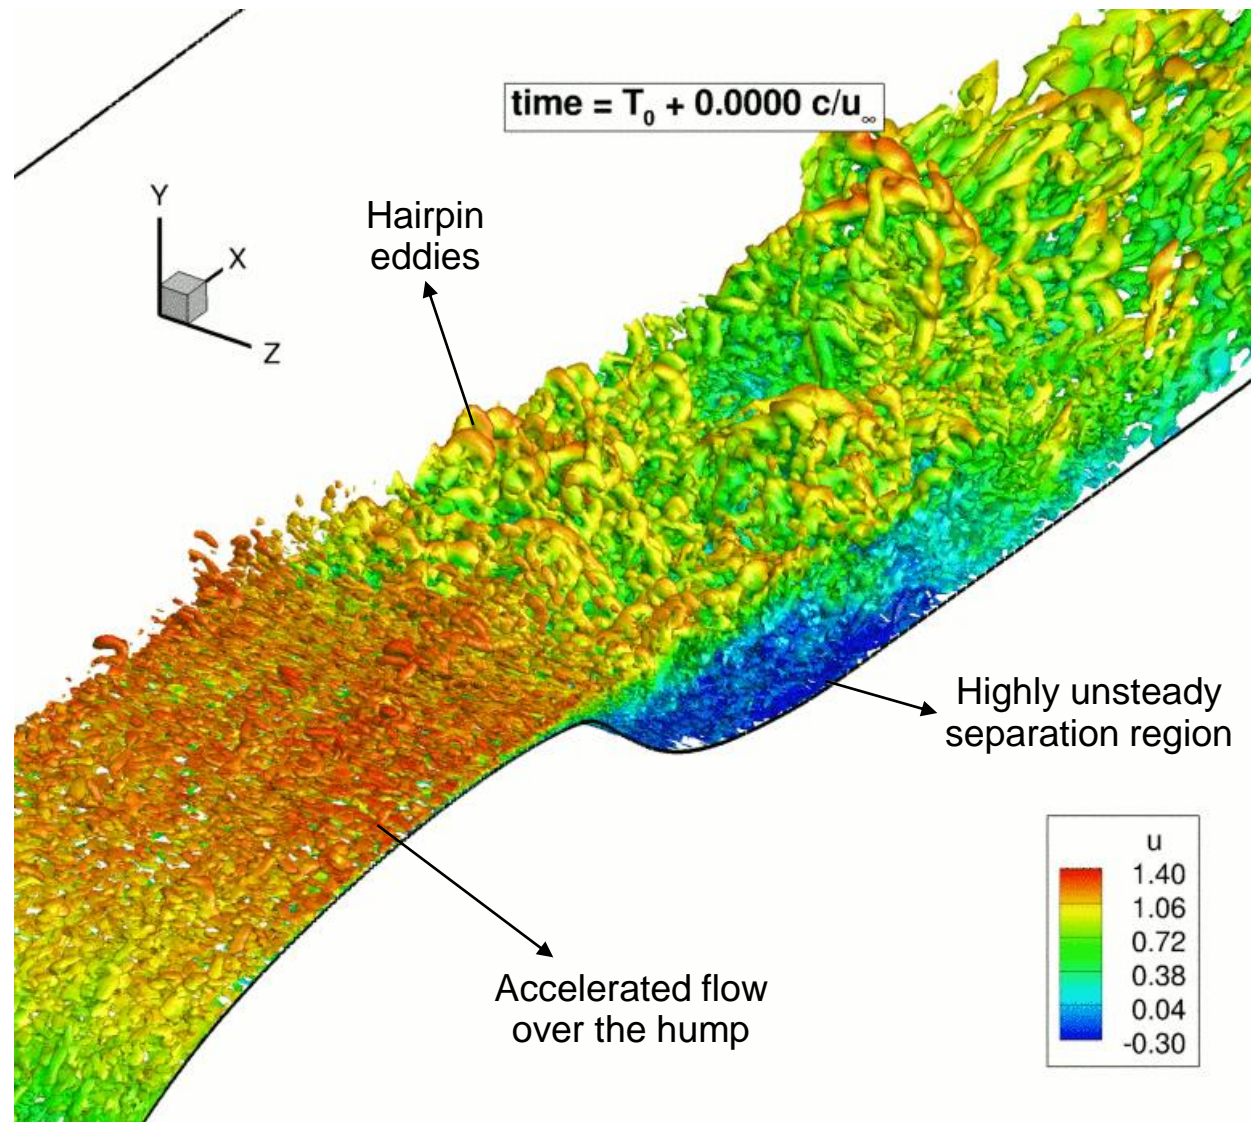 time = T₀ + 0.0000 c/u∞
Y
X
Z
Hairpin
eddies
Highly unsteady
separation region
Accelerated flow
over the hump
u
1.40
1.06
0.72
0.38
0.04
-0.30